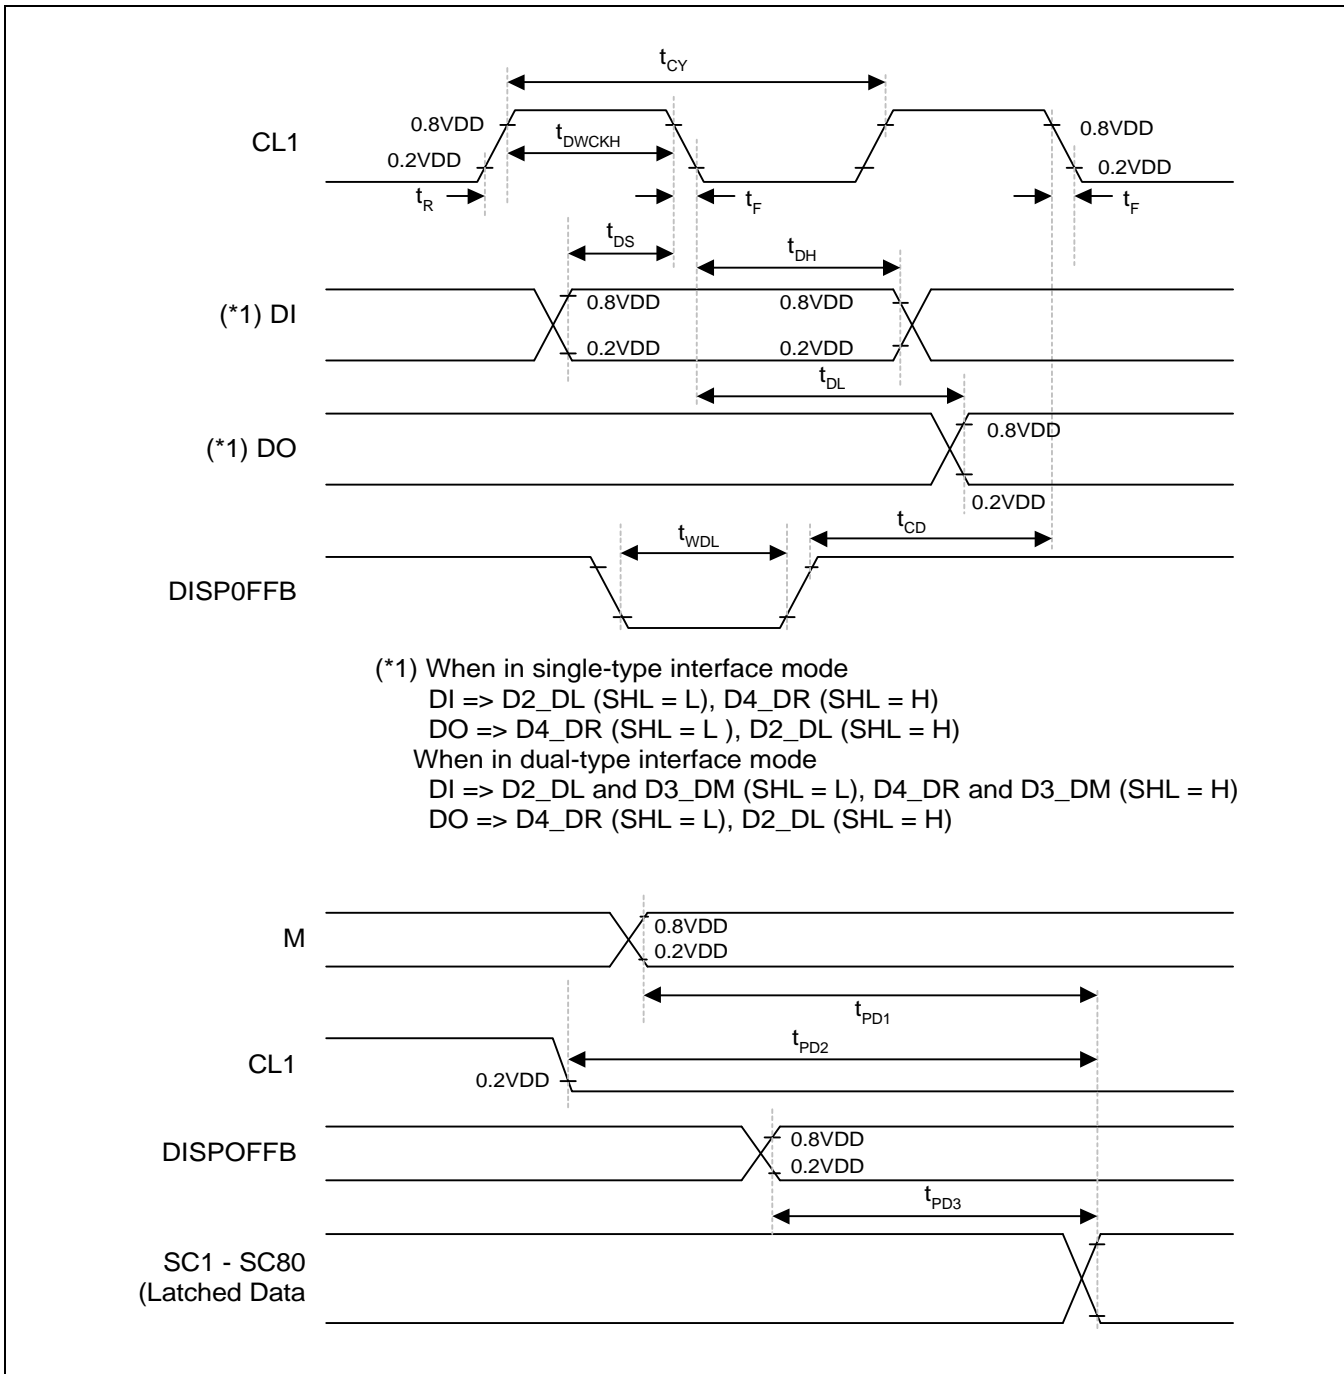 tCY
CL1
0.8VDD
0.2VDD
tDWCKH
0.8VDD
0.2VDD
tR
tF
tF
tDS
tDH
(*1) DI
0.8VDD
0.8VDD
0.2VDD
0.2VDD
tDL
(*1) DO
0.8VDD
0.2VDD
tWDL
tCD
DISP0FFB
(*1) When in single-type interface mode
DI => D2_DL (SHL = L), D4_DR (SHL = H)
DO => D4_DR (SHL = L ), D2_DL (SHL = H)
When in dual-type interface mode
DI => D2_DL and D3_DM (SHL = L), D4_DR and D3_DM (SHL = H)
DO => D4_DR (SHL = L), D2_DL (SHL = H)
M
0.8VDD
0.2VDD
tPD1
CL1
0.2VDD
tPD2
DISPOFFB
0.8VDD
0.2VDD
tPD3
SC1 - SC80
(Latched Data